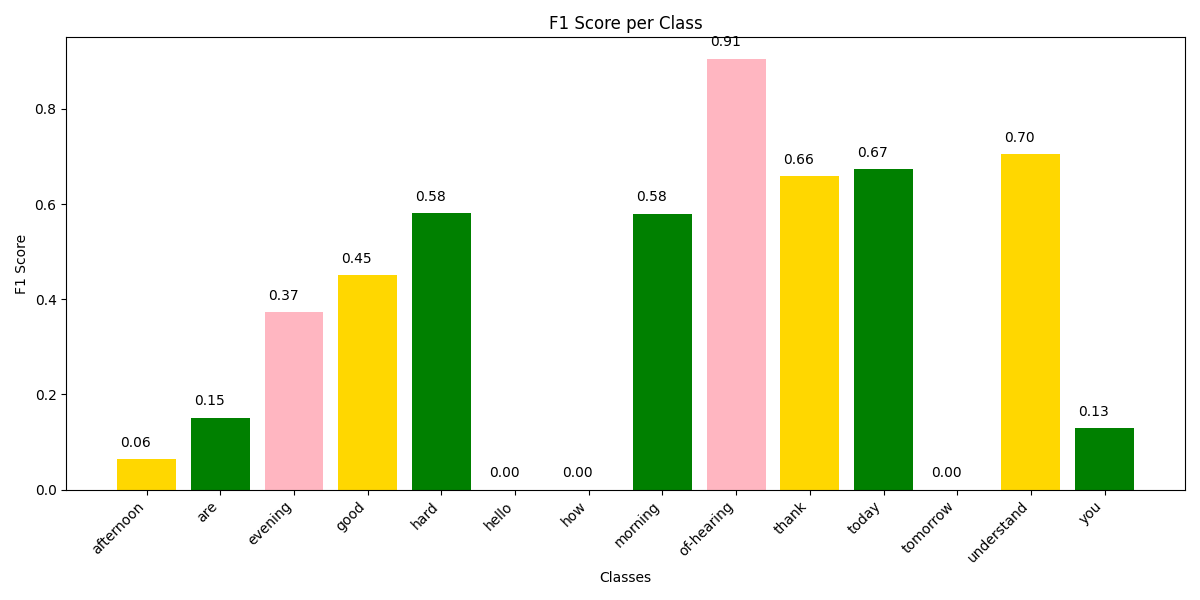 F1 Score per Class
0.91
0.8
0.70
0.67
0.66
0.6
0.58
0.58
0.45
0.4
0.37
0.2
0.15
0.13
0.06
0.00
0.00
0.00
0.0
F1 Score
afternoon
are
evening
good
hard
hello
how
morning
of-hearing
thank
today
tomorrow
understand
you
Classes